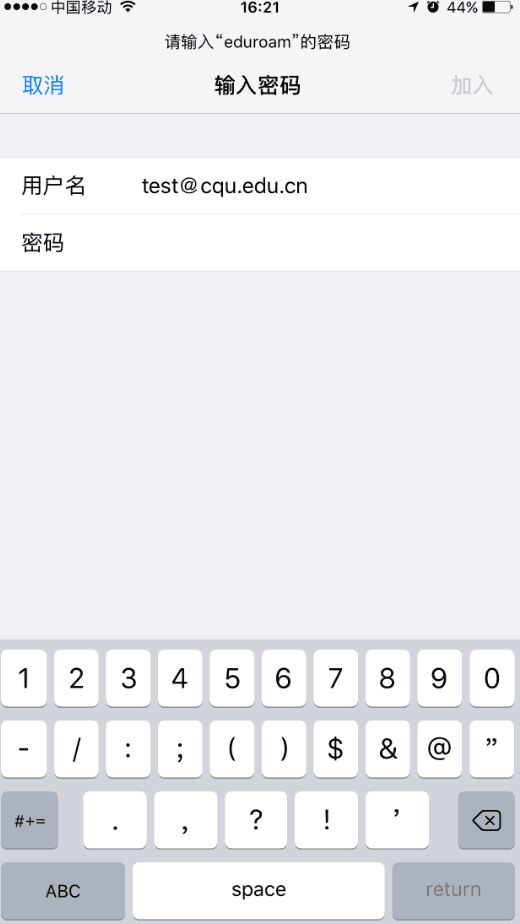 中国移动 16:21 44%
请输入“eduroam”的密码
取消 输入密码 加入
用户名 test@cqu.edu.cn
密码
1 2 3 4 5 6 7 8 9 0
- / : ; ( ) $ & @ ”
#+= . , ? ! ’
ABC space return